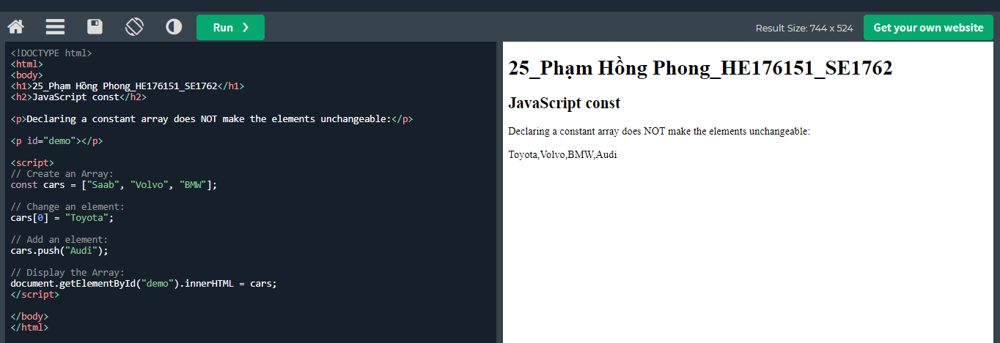 Run ❯
Result Size: 744 x 524
Get your own website
<!DOCTYPE html>
<html>
<body>
<h1>25_Phạm Hồng Phong_HE176151_SE1762</h1>
<h2>JavaScript const</h2>
<p>Declaring a constant array does NOT make the elements unchangeable:</p>
<p id="demo"></p>
<script>
// Create an Array:
const cars = ["Saab", "Volvo", "BMW"];
// Change an element:
cars[0] = "Toyota";
// Add an element:
cars.push("Audi");
// Display the Array:
document.getElementById("demo").innerHTML = cars;
</script>
</body>
</html>
25_Phạm Hồng Phong_HE176151_SE1762
JavaScript const
Declaring a constant array does NOT make the elements unchangeable:
Toyota,Volvo,BMW,Audi